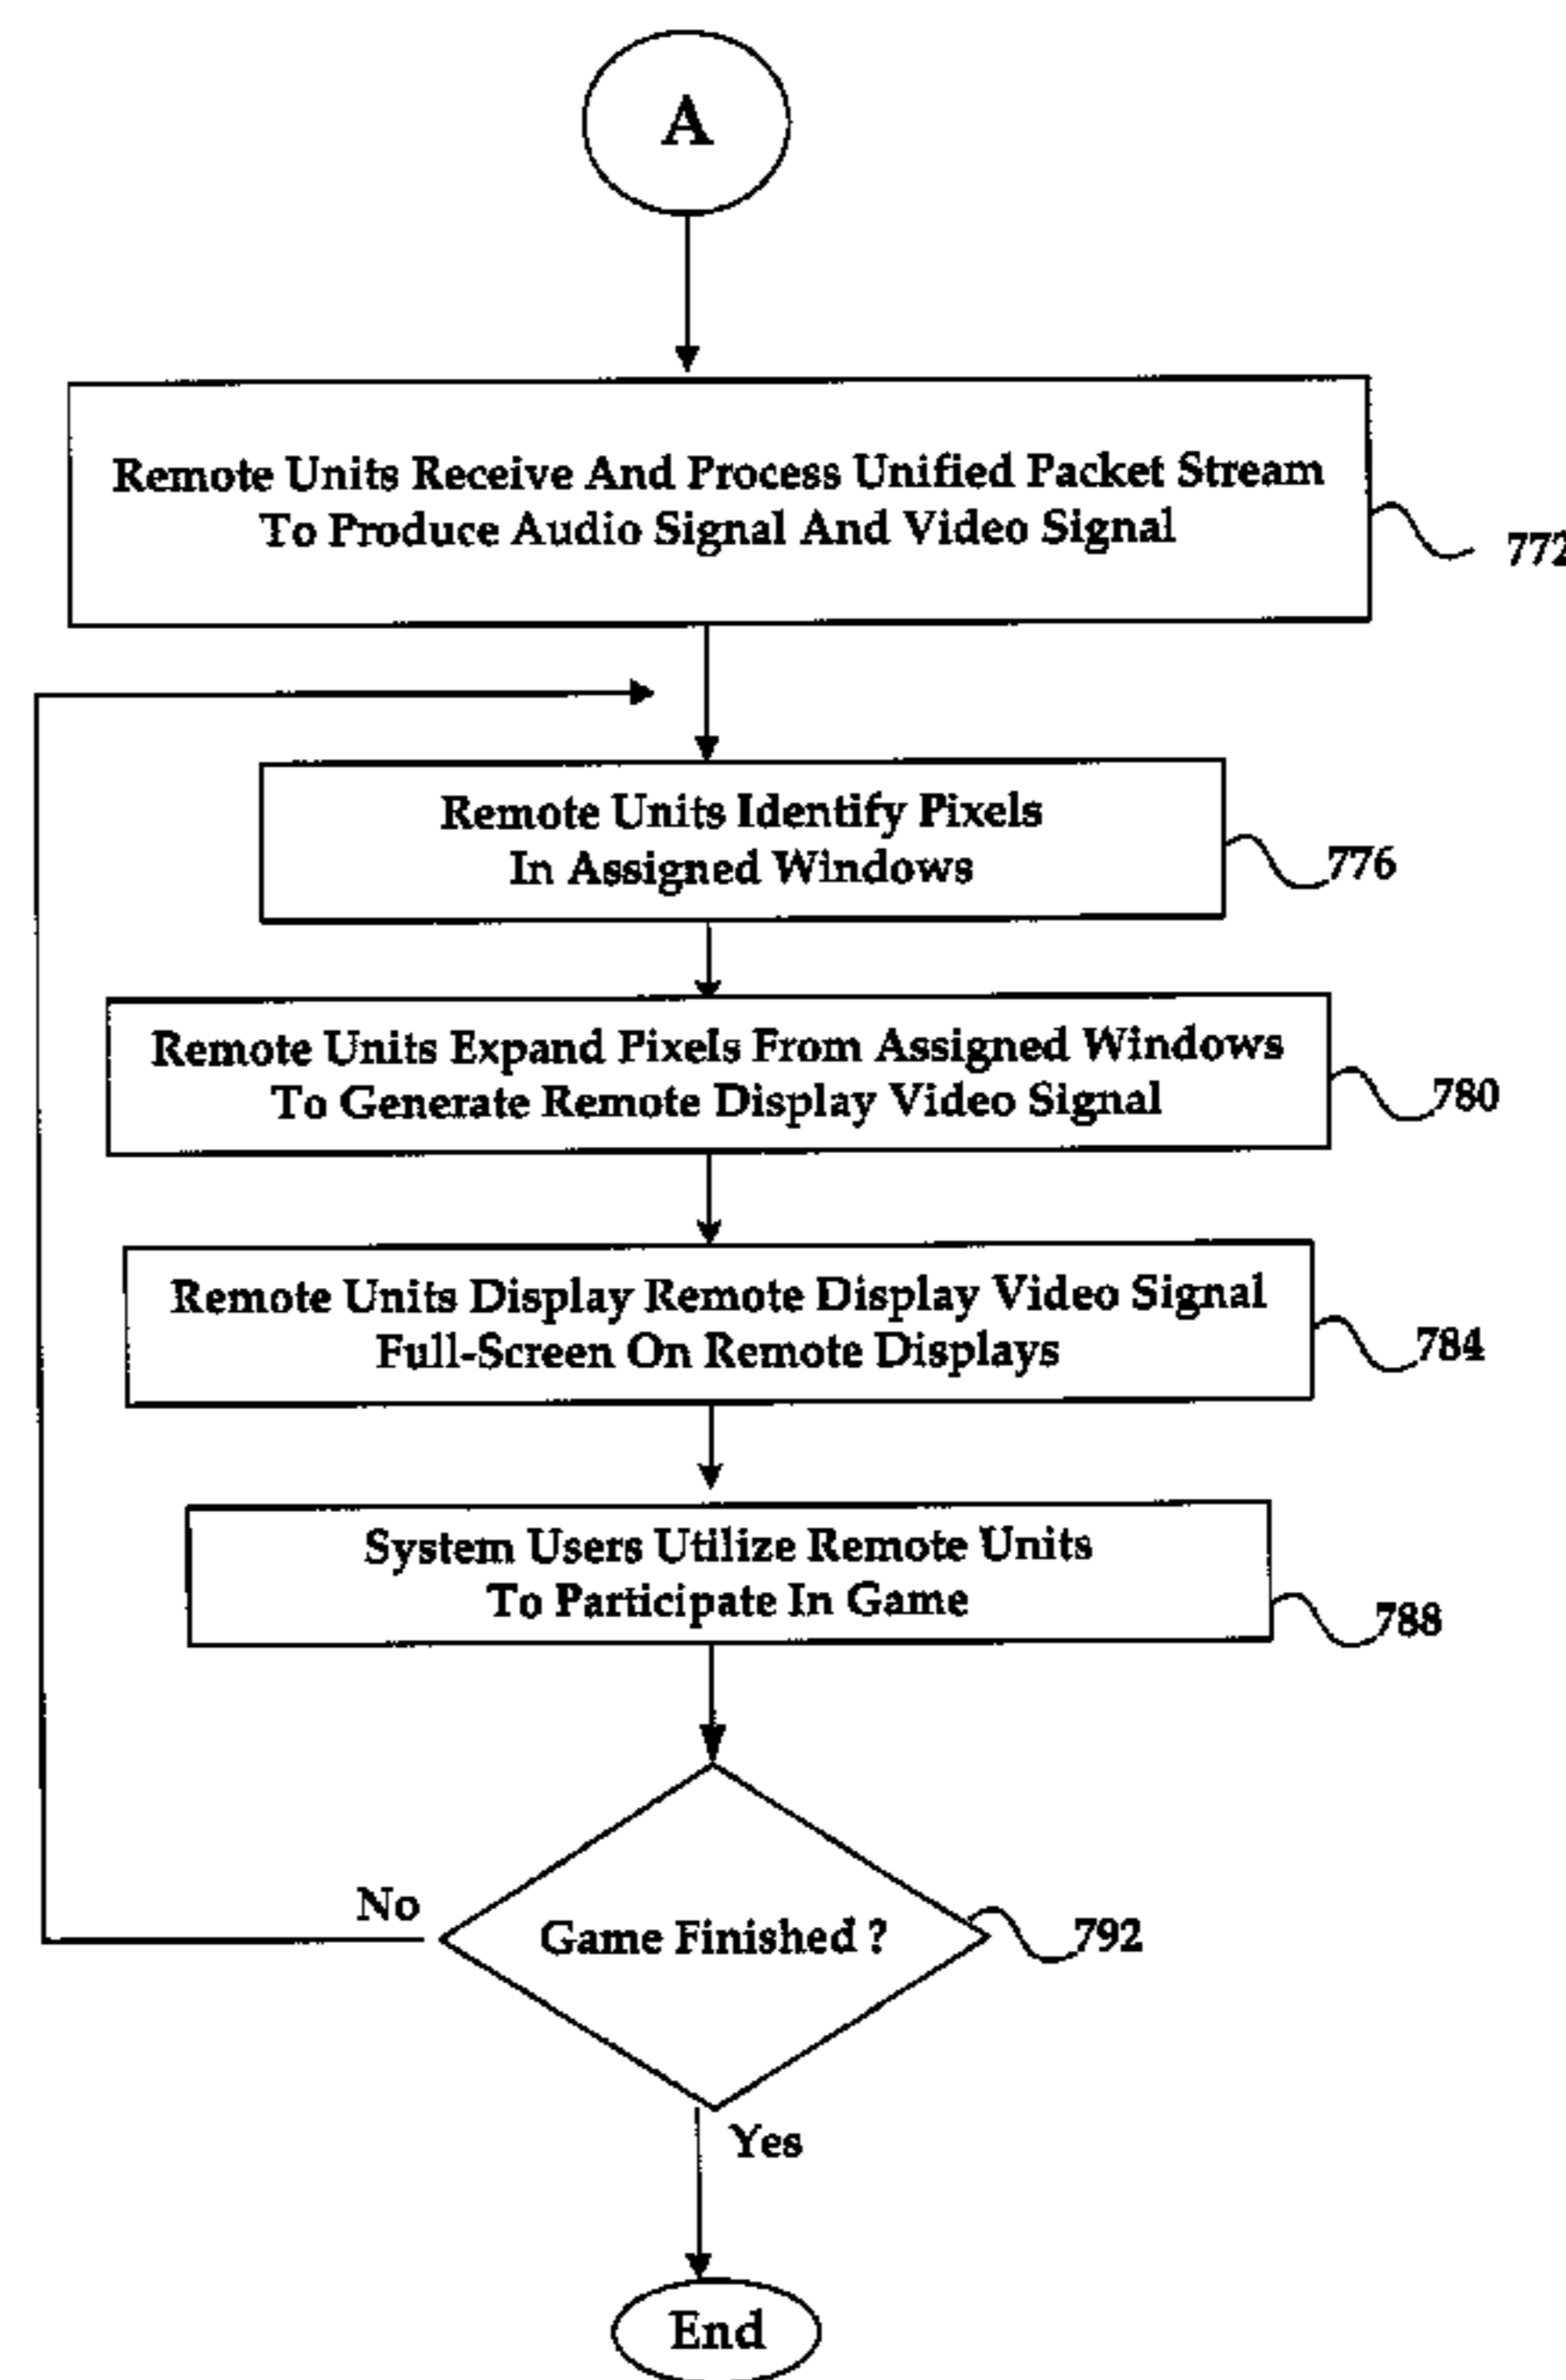 A
Remote Units Receive And Process Unified Packet Stream
To Produce Audio Signal And Video Signal
772
Remote Units Identify Pixels
In Assigned Windows
776
Remote Units Expand Pixels From Assigned Windows
To Generate Remote Display Video Signal
780
Remote Units Display Remote Display Video Signal
Full-Screen On Remote Displays
784
System Users Utilize Remote Units
To Participate In Game
788
No
Game Finished ?
792
Yes
End